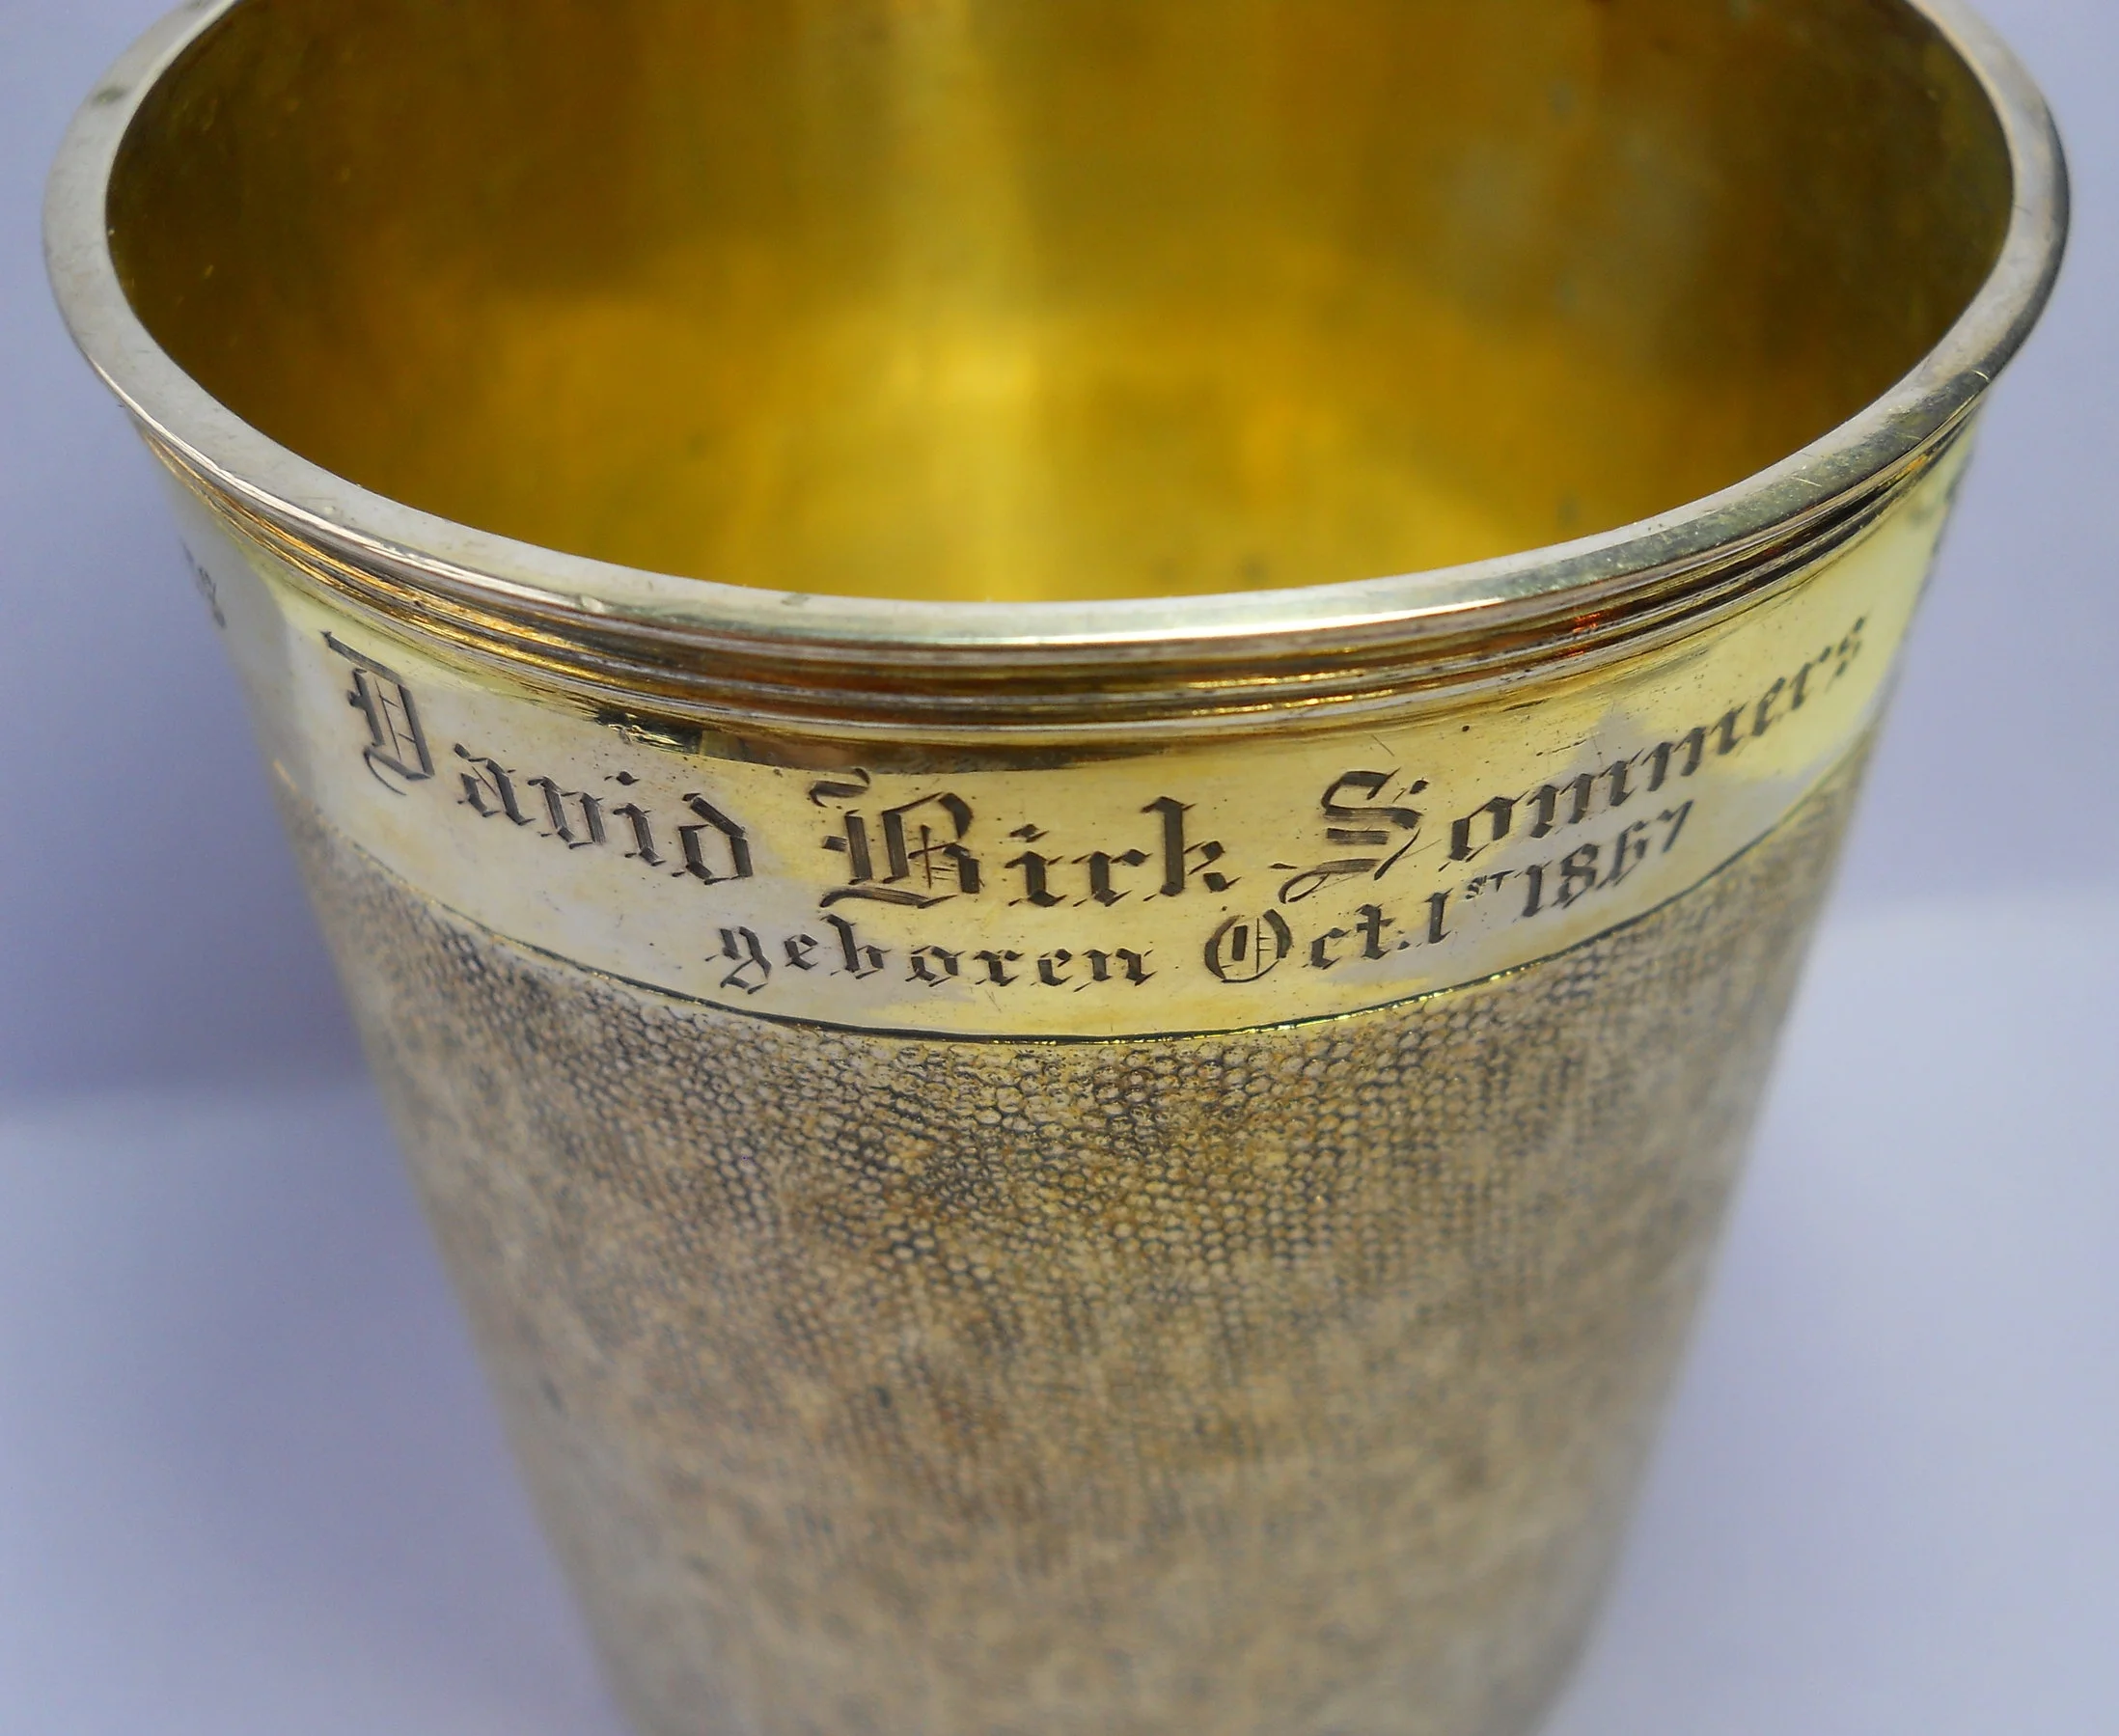 David Birk Sommers
geboren Oct. 1ST 1867